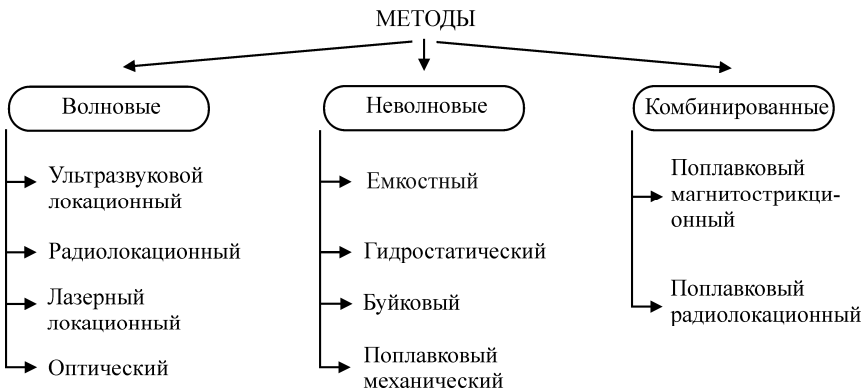 МЕТОДЫ
Волновые
Ультразвуковой
локационный
Радиолокационный
Лазерный
локационный
Оптический
Неволновые
Емкостный
Гидростатический
Буйковый
Поплавковый
механический
Комбинированные
Поплавковый
магнитострикци-
онный
Поплавковый
радиолокационный